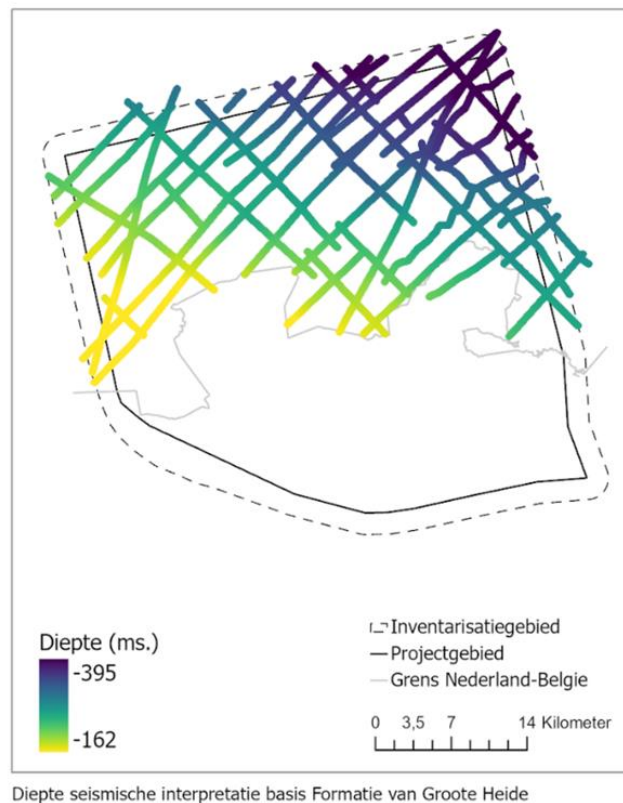 Diepte (ms.)
-395
-162
Inventarisatiegebied
Projectgebied
Grens Nederland-Belgie
0 3,5 7 14 Kilometer
Diepte seismische interpretatie basis Formatie van Groote Heide